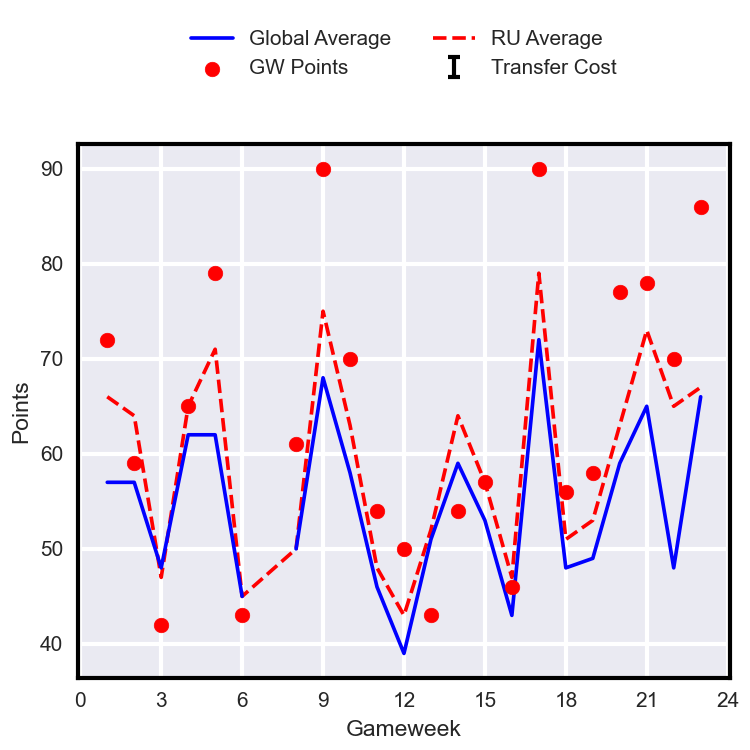 Global Average
RU Average
GW Points
Transfer Cost
90
80
70
60
50
40
Points
0 3 6 9 12 15 18 21 24
Gameweek